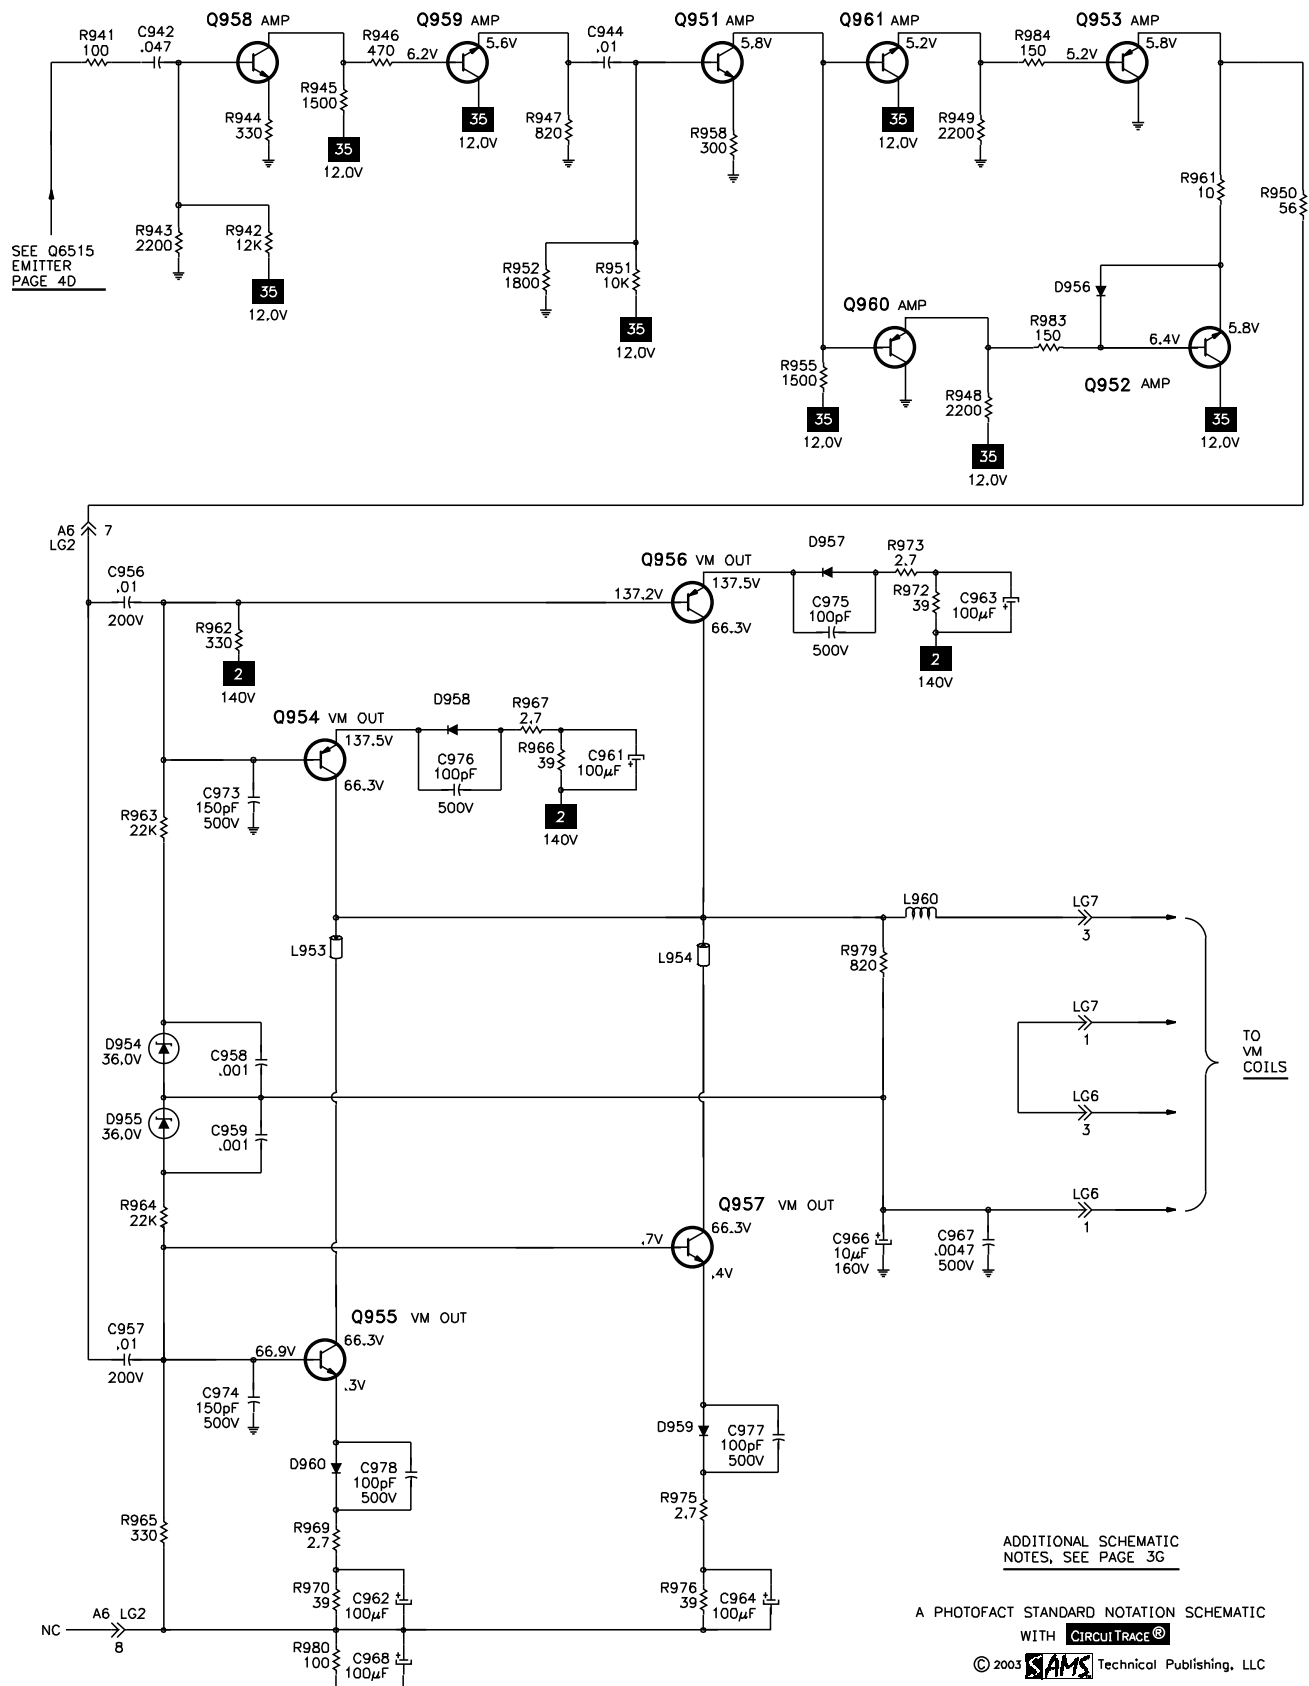 Q958 AMP
Q959 AMP
Q951 AMP
Q961 AMP
Q953 AMP
R941
100
C942
.047
R946
470
6.2V
5.6V
C944
.01
5.8V
5.2V
R984
150
5.2V
5.8V
R945
1500
R944
330
35
12.0V
35
12.0V
R947
820
R958
300
35
12.0V
R949
2200
R961
10
R950
56
SEE Q6515
EMITTER
PAGE 4D
R943
2200
R942
12K
35
12.0V
R952
1800
R951
10K
35
12.0V
D956
Q960 AMP
R983
150
6.4V
5.8V
R955
1500
35
12.0V
R948
2200
35
12.0V
Q952 AMP
35
12.0V
A6
LG2
7
C956
.01
200V
R962
330
2
140V
Q956 VM OUT
137.2V
137.5V
66.3V
D957
C975
100pF
500V
R973
2.7
R972
39
C963
100µF
+
2
140V
Q954 VM OUT
137.5V
66.3V
D958
C976
100pF
500V
R967
2.7
R966
39
C961
100µF
+
2
140V
C973
150pF
500V
R963
22K
L953
L954
L960
R979
820
LG7
3
LG7
1
LG6
3
LG6
1
TO
VM
COILS
D954
36.0V
C958
.001
D955
36.0V
C959
.001
R964
22K
Q957 VM OUT
66.3V
.7V
.4V
C966
10µF
160V
+
C967
.0047
500V
Q955 VM OUT
66.3V
66.9V
.3V
C957
.01
200V
C974
150pF
500V
D959
C977
100pF
500V
D960
C978
100pF
500V
R975
2.7
R965
330
R969
2.7
R970
39
C962
100µF
+
R976
39
C964
100µF
+
NC
A6 LG2
8
R980
100
C968
100µF
+
ADDITIONAL SCHEMATIC
NOTES, SEE PAGE 3G
A PHOTOFACT STANDARD NOTATION SCHEMATIC
WITH CIRCUITRACE®
© 2003 SAMS Technical Publishing, LLC